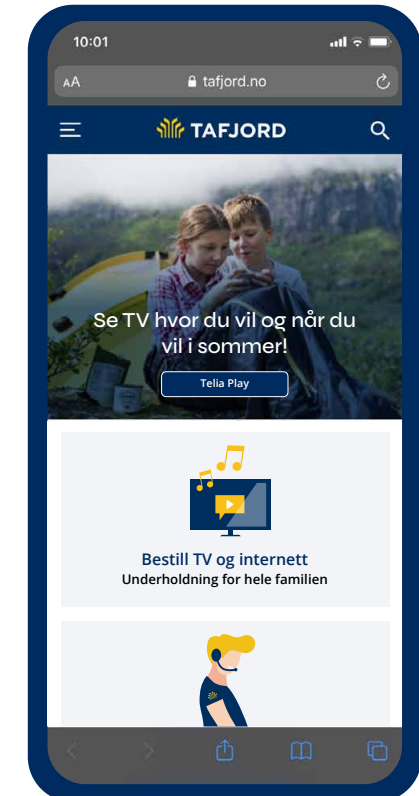 10:01
AA
tafjord.no
TAFJORD
Se TV hvor du vil og når du
vil i sommer!
Telia Play
Bestill TV og internett
Underholdning for hele familien